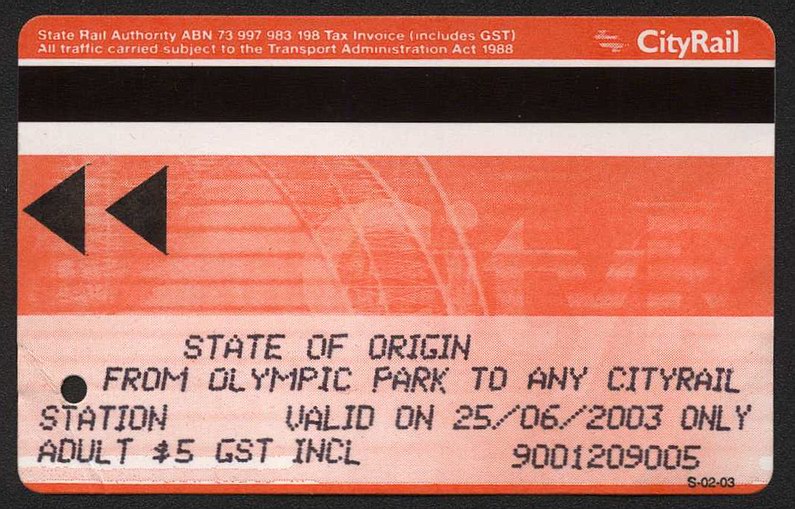 State Rail Authority ABN 73 997 983 198 Tax Invoice (includes GST)
All traffic carried subject to the Transport Administration Act 1988
CityRail
STATE OF ORIGIN
FROM OLYMPIC PARK TO ANY CITYRAIL
STATION VALID ON 25/06/2003 ONLY
ADULT $5 GST INCL 9001209005
S-02-03